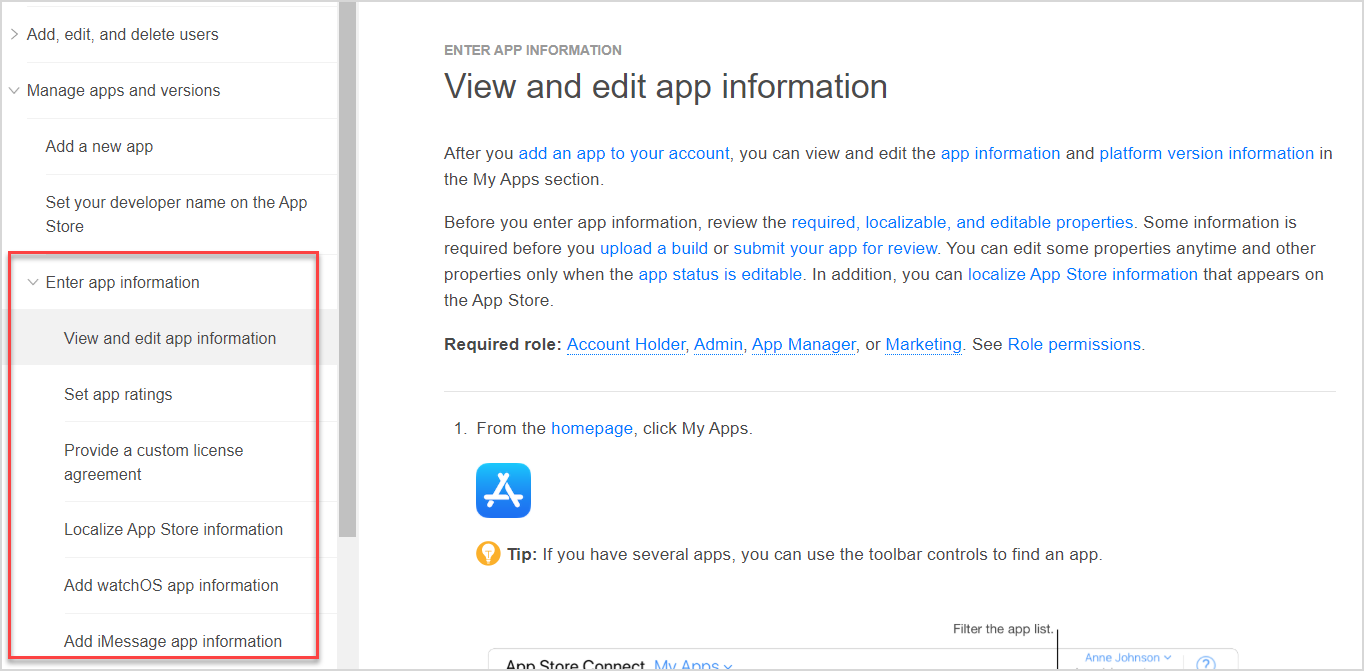 Add, edit, and delete users
Manage apps and versions
Add a new app
Set your developer name on the App
Store
Enter app information
View and edit app information
Set app ratings
Provide a custom license
agreement
Localize App Store information
Add watchOS app information
Add iMessage app information
ENTER APP INFORMATION
View and edit app information
After you add an app to your account, you can view and edit the app information and platform version information in
the My Apps section.
Before you enter app information, review the required, localizable, and editable properties. Some information is
required before you upload a build or submit your app for review. You can edit some properties anytime and other
properties only when the app status is editable. In addition, you can localize App Store information that appears on
the App Store.
Required role: Account Holder, Admin, App Manager, or Marketing. See Role permissions.
1. From the homepage, click My Apps.
Tip: If you have several apps, you can use the toolbar controls to find an app.
Filter the app list.
App Store Connect My Apps
Anne Johnson
?